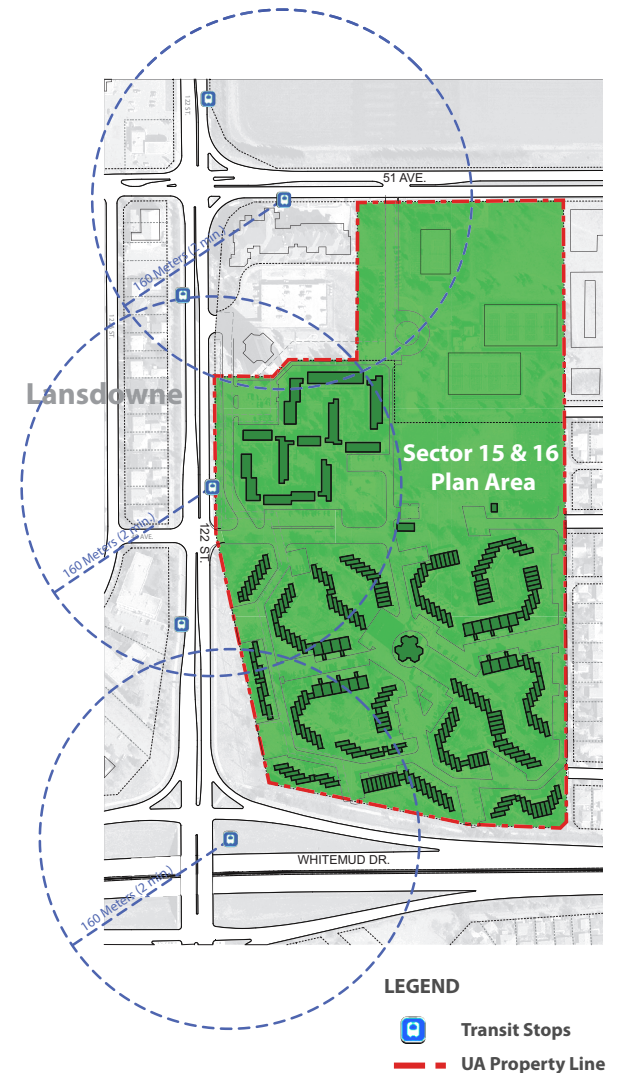 122 ST.
51 AVE.
160 Meters (2 min.)
Lansdowne
Sector 15 & 16
Plan Area
160 Meters (2 min.)
AVE.
122 ST.
WHITEMUD DR.
160 Meters (2 min.)
LEGEND
Transit Stops
UA Property Line